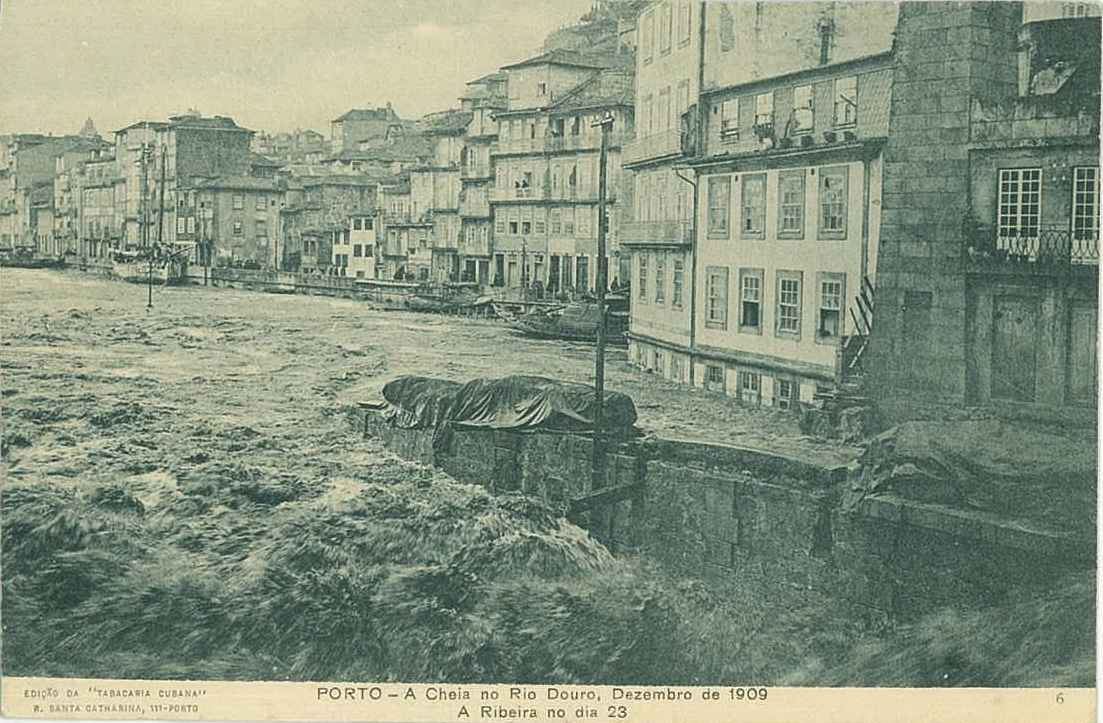 EDIÇÃO DA "TABACARIA CUBANA"
R. SANTA CATHARINA, 111-PORTO
PORTO – A Cheia no Rio Douro, Dezembro de 1909
A Ribeira no dia 23
6